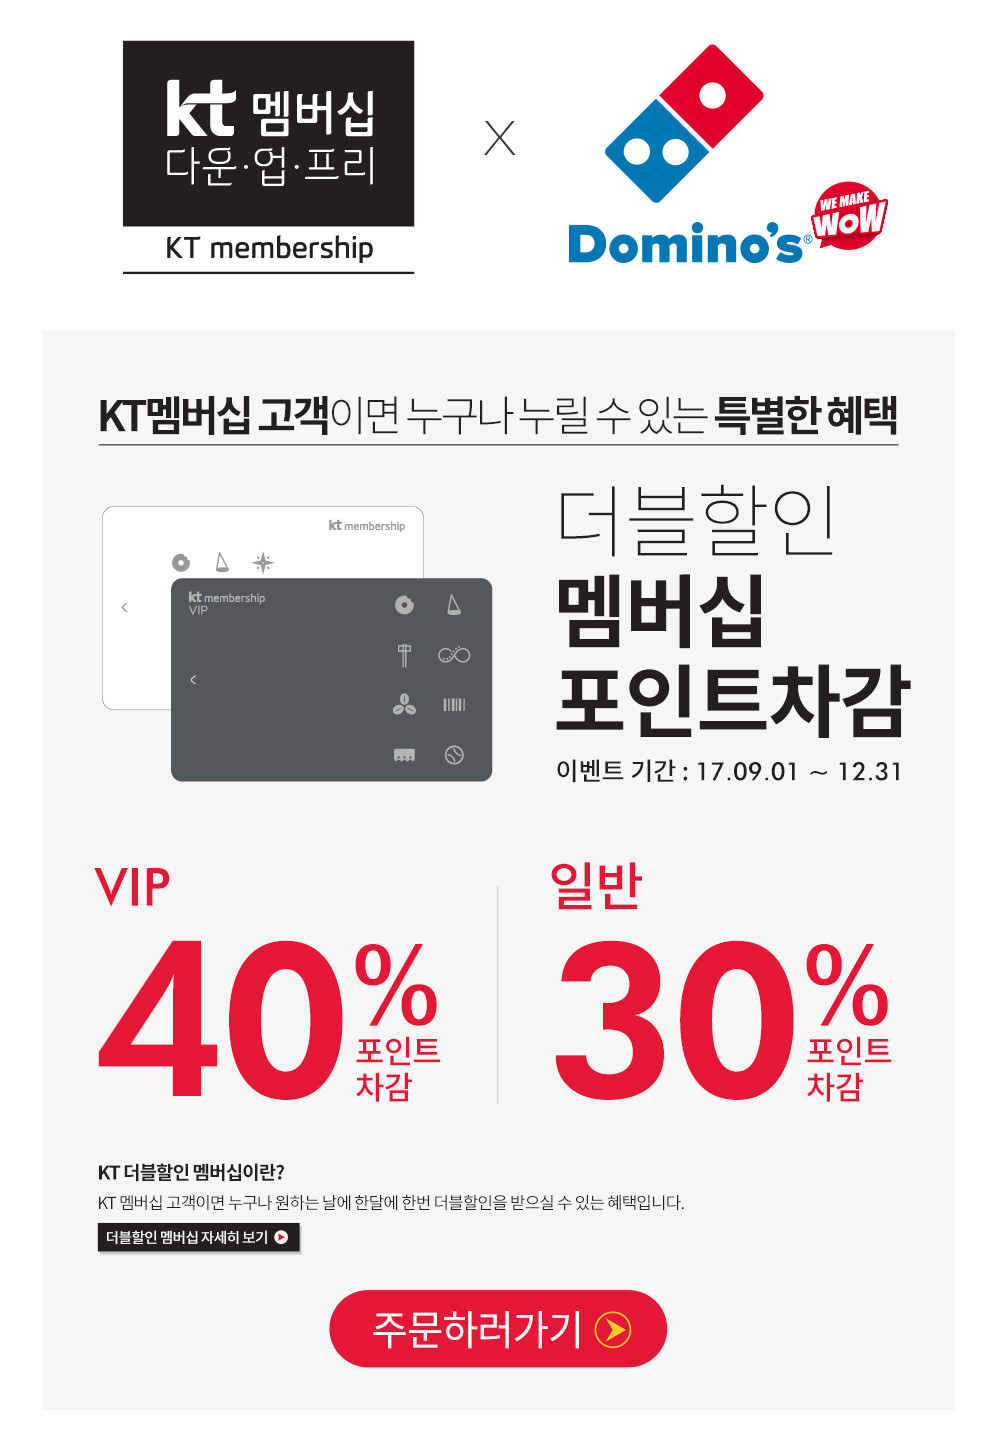 kt 멤버십
다운·업·프리
KT membership
X
Domino's®
WE MAKE
WOW
KT멤버십 고객이면 누구나 누릴 수 있는 특별한 혜택
kt membership
kt membership
VIP
더블할인
멤버십
포인트차감
이벤트 기간 : 17.09.01 ~ 12.31
VIP
40%
포인트
차감
일반
30%
포인트
차감
KT 더블할인 멤버십이란?
KT 멤버십 고객이면 누구나 원하는 날에 한달에 한번 더블할인을 받으실 수 있는 혜택입니다.
더블할인 멤버십 자세히 보기
주문하러가기